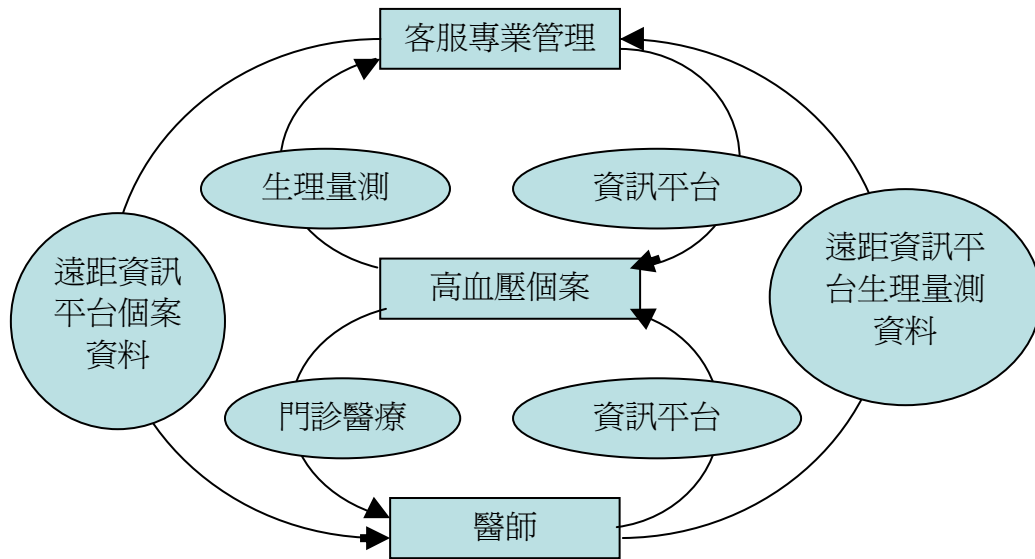 客服專業管理
生理量測
資訊平台
遠距資訊
平台個案
資料
高血壓個案
遠距資訊平
台生理量測
資料
門診醫療
資訊平台
醫師